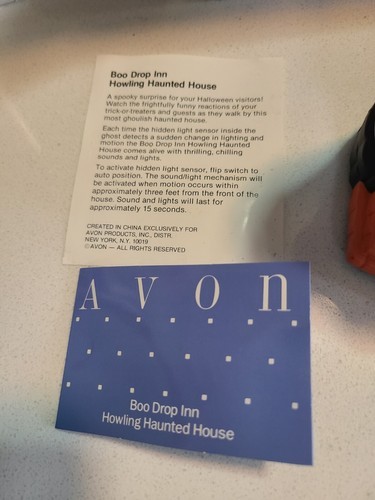 Boo Drop Inn
Howling Haunted House
A spooky surprise for your Halloween visitors!
Watch the frightfully funny reactions of your
trick-or-treaters and guests as they walk by this
most ghoulish haunted house.
Each time the hidden light sensor inside the
ghost detects a sudden change in lighting and
motion the Boo Drop Inn Howling Haunted
House comes alive with thrilling, chilling
sounds and lights.
To activate hidden light sensor, flip switch to
auto position. The sound/light mechanism will
be activated when motion occurs within
approximately three feet from the front of the
house. Sound and lights will last for
approximately 15 seconds.
CREATED IN CHINA EXCLUSIVELY FOR
AVON PRODUCTS, INC., DISTR.
NEW YORK, N.Y. 10019
© AVON — ALL RIGHTS RESERVED
AVON
Boo Drop Inn
Howling Haunted House